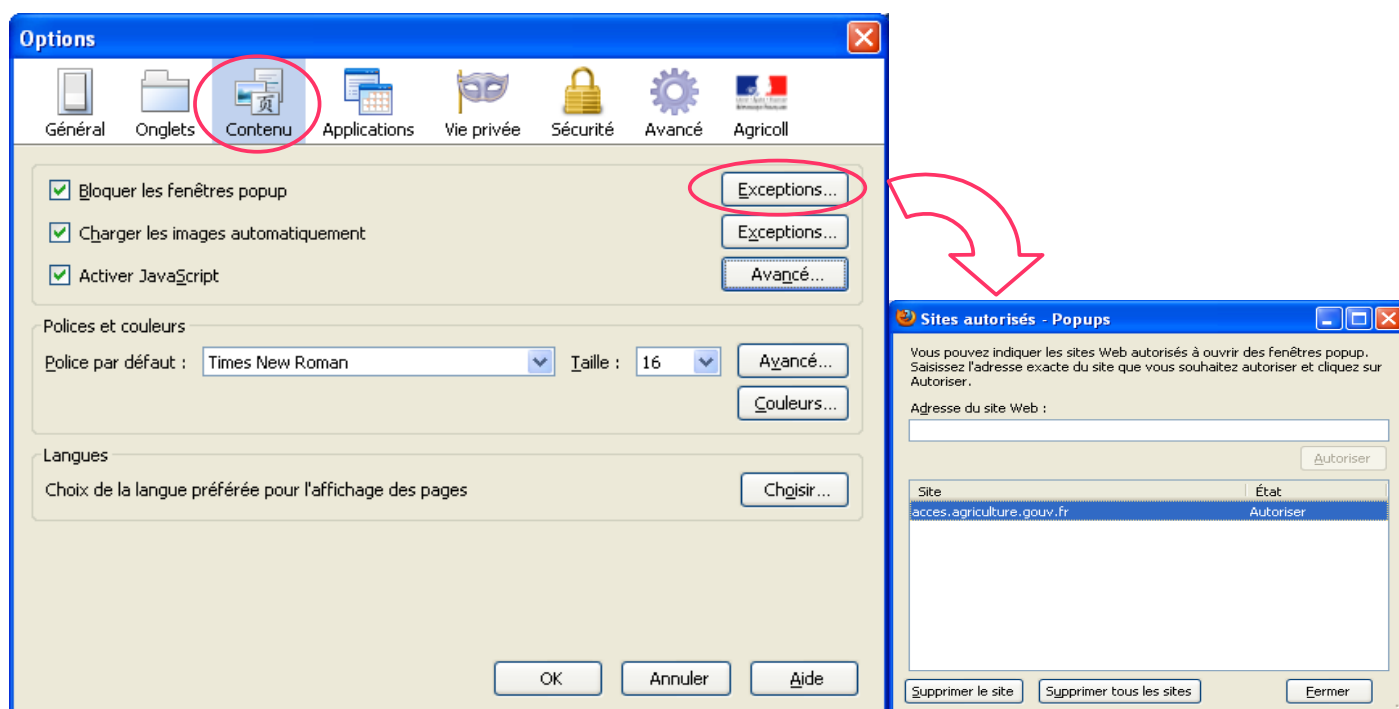 Options
Général Onglets Contenu Applications Vie privée Sécurité Avancé Agricoll
页
Bloquer les fenêtres popup Exceptions...
Charger les images automatiquement Exceptions...
Activer JavaScript Avancé...
Polices et couleurs
Police par défaut : Times New Roman Taille : 16 Avancé...
Couleurs...
Langues
Choix de la langue préférée pour l'affichage des pages Choisir...
OK Annuler Aide
Sites autorisés - Popups
Vous pouvez indiquer les sites Web autorisés à ouvrir des fenêtres popup.
Saisissez l'adresse exacte du site que vous souhaitez autoriser et cliquez sur
Autoriser.
Adresse du site Web :
Autoriser
Site État
acces.agriculture.gouv.fr Autoriser
Supprimer le site Supprimer tous les sites Fermer